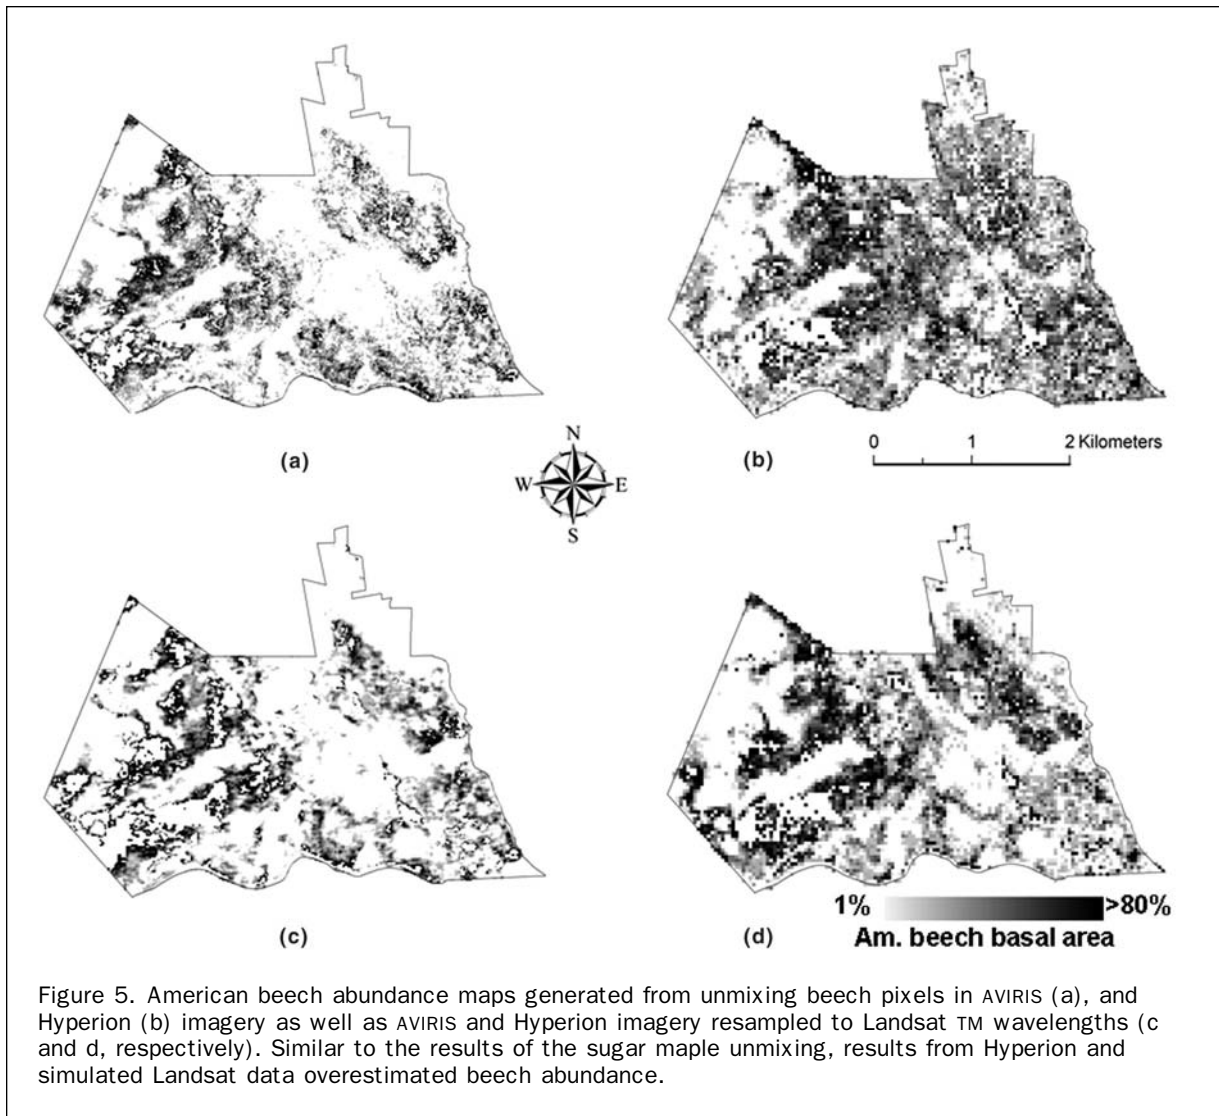 (a)
(b)
N
W E
S
0 1 2 Kilometers
(c)
(d)
1% >80%
Am. beech basal area
Figure 5. American beech abundance maps generated from unmixing beech pixels in AVIRIS (a), and
Hyperion (b) imagery as well as AVIRIS and Hyperion imagery resampled to Landsat TM wavelengths (c
and d, respectively). Similar to the results of the sugar maple unmixing, results from Hyperion and
simulated Landsat data overestimated beech abundance.